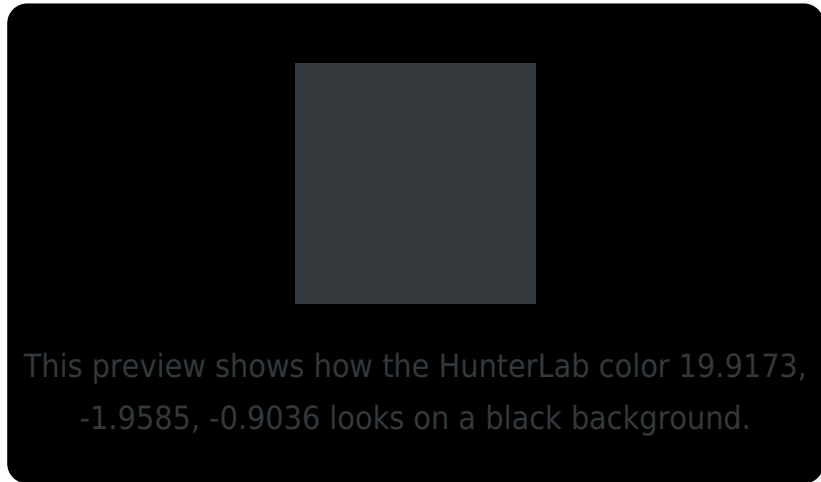 This preview shows how the HunterLab color 19.9173,
-1.9585, -0.9036 looks on a black background.